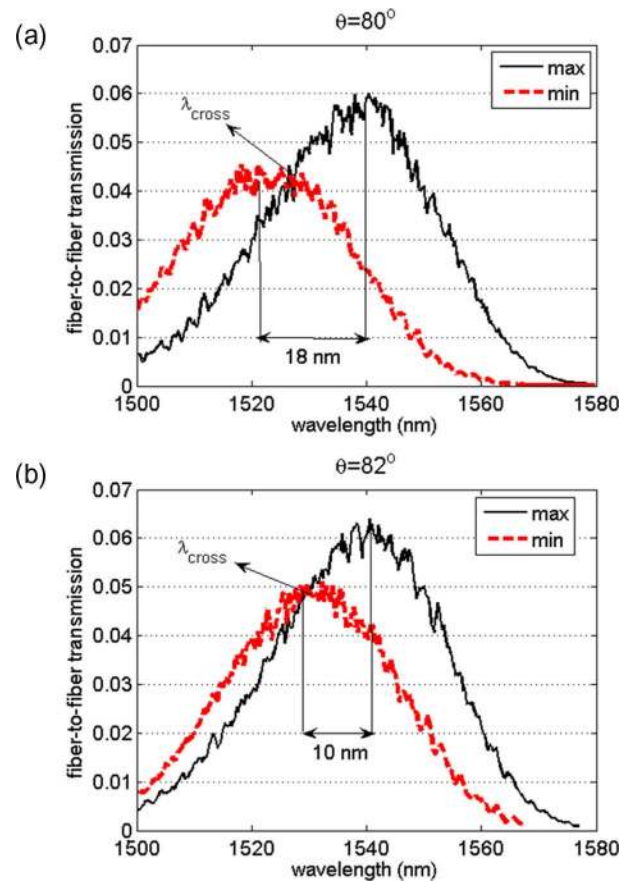 (a)
θ=80°
fiber-to-fiber transmission
0.07
0.06
0.05
0.04
0.03
0.02
0.01
0
λcross
max
min
18 nm
1500 1520 1540 1560 1580
wavelength (nm)
(b)
θ=82°
fiber-to-fiber transmission
0.07
0.06
0.05
0.04
0.03
0.02
0.01
0
λcross
max
min
10 nm
1500 1520 1540 1560 1580
wavelength (nm)